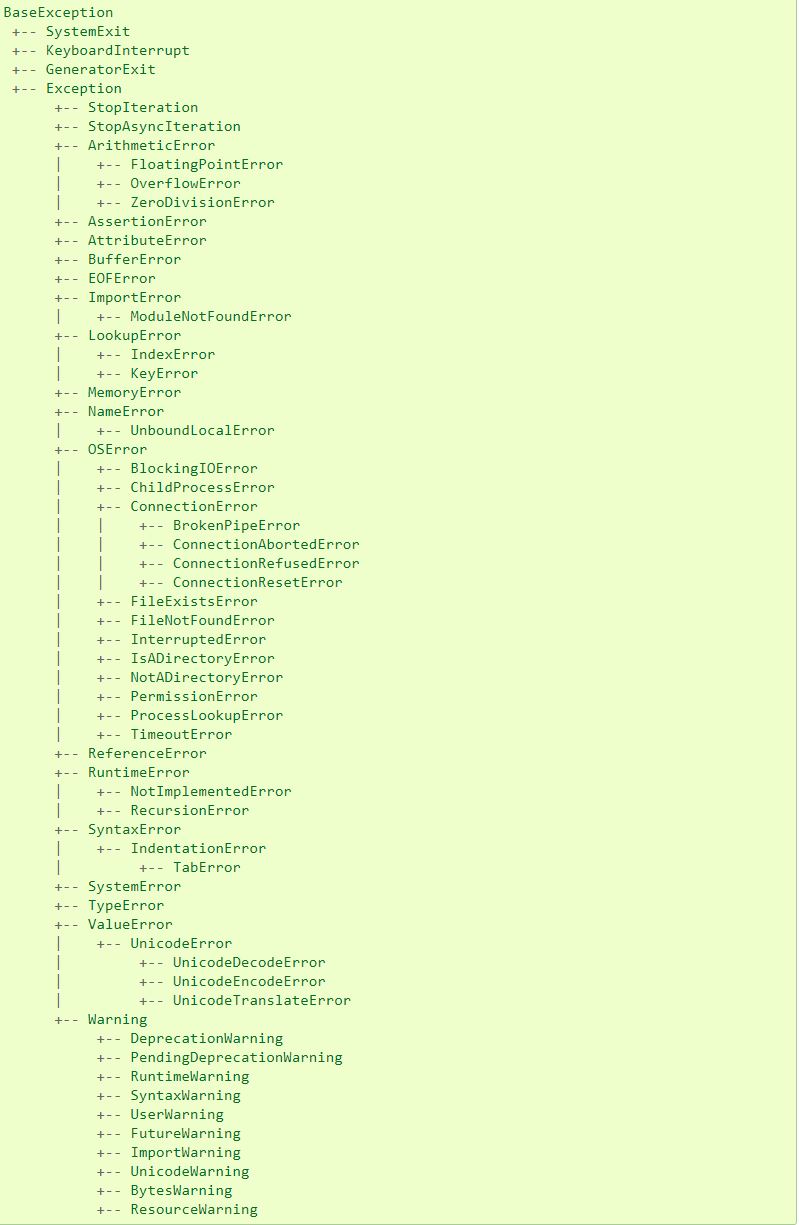 BaseException
 +-- SystemExit
 +-- KeyboardInterrupt
 +-- GeneratorExit
 +-- Exception
      +-- StopIteration
      +-- StopAsyncIteration
      +-- ArithmeticError
      |    +-- FloatingPointError
      |    +-- OverflowError
      |    +-- ZeroDivisionError
      +-- AssertionError
      +-- AttributeError
      +-- BufferError
      +-- EOFError
      +-- ImportError
      |    +-- ModuleNotFoundError
      +-- LookupError
      |    +-- IndexError
      |    +-- KeyError
      +-- MemoryError
      +-- NameError
      |    +-- UnboundLocalError
      +-- OSError
      |    +-- BlockingIOError
      |    +-- ChildProcessError
      |    +-- ConnectionError
      |    |    +-- BrokenPipeError
      |    |    +-- ConnectionAbortedError
      |    |    +-- ConnectionRefusedError
      |    |    +-- ConnectionResetError
      |    +-- FileExistsError
      |    +-- FileNotFoundError
      |    +-- InterruptedError
      |    +-- IsADirectoryError
      |    +-- NotADirectoryError
      |    +-- PermissionError
      |    +-- ProcessLookupError
      |    +-- TimeoutError
      +-- ReferenceError
      +-- RuntimeError
      |    +-- NotImplementedError
      |    +-- RecursionError
      +-- SyntaxError
      |    +-- IndentationError
      |         +-- TabError
      +-- SystemError
      +-- TypeError
      +-- ValueError
      |    +-- UnicodeError
      |         +-- UnicodeDecodeError
      |         +-- UnicodeEncodeError
      |         +-- UnicodeTranslateError
      +-- Warning
           +-- DeprecationWarning
           +-- PendingDeprecationWarning
           +-- RuntimeWarning
           +-- SyntaxWarning
           +-- UserWarning
           +-- FutureWarning
           +-- ImportWarning
           +-- UnicodeWarning
           +-- BytesWarning
           +-- ResourceWarning